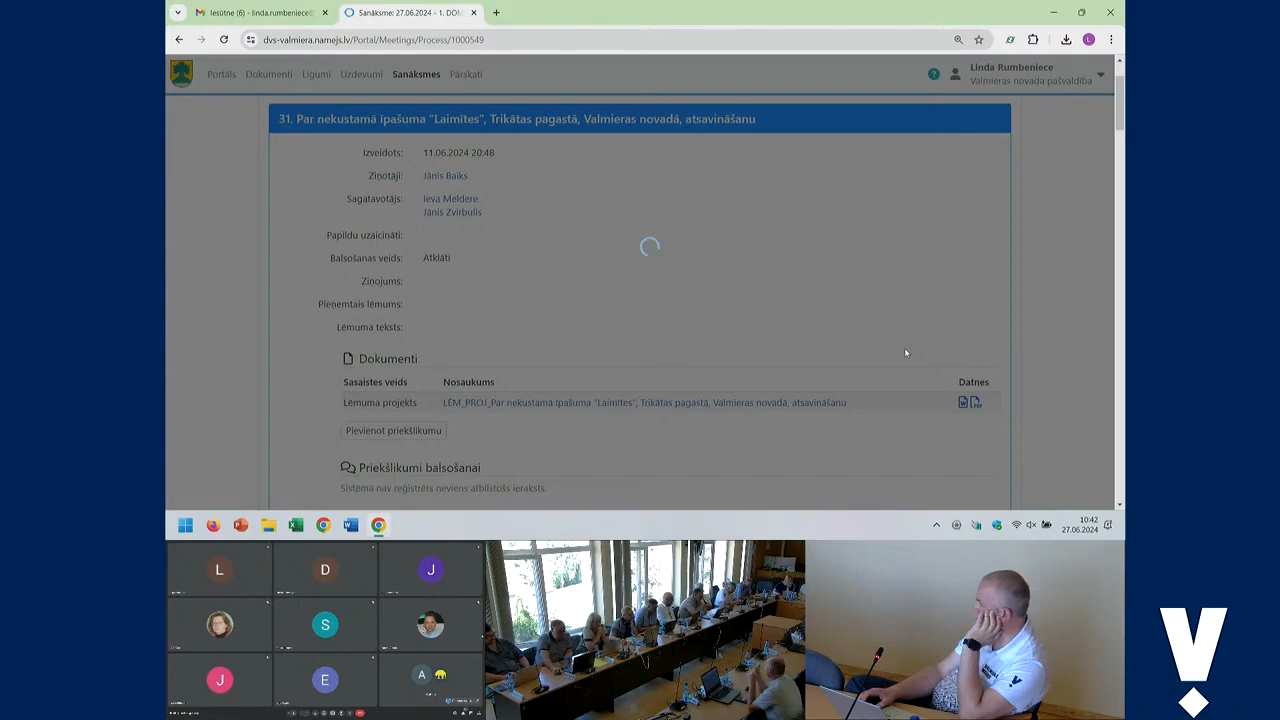 Iesūtne (6) - linda.rumbeniece@
Sanāksme: 27.06.2024 - 1. DOM
dvs-valmiera.namejs.lv/Portal/Meetings/Process/1000549
L
Portāls Dokumenti Līgumi Uzdevumi Sanāksmes Pārskati
? Linda Rumbeniece
Valmieras novada pašvaldība
31. Par nekustamā īpašuma "Laimītes", Trikātas pagastā, Valmieras novadā, atsavināšanu
Izveidots: 11.06.2024 20:48
Ziņotāji: Jānis Baiks
Sagatavotājs: Ieva Meldere
Jānis Zvirbulis
Papildu uzaicināti:
Balsošanas veids: Atklāti
Ziņojums:
Pieņemtais lēmums:
Lēmuma teksts:
Dokumenti
Sasaistes veids Nosaukums Datnes
Lēmuma projekts LĒM_PROJ_Par nekustamā īpašuma "Laimītes", Trikātas pagastā, Valmieras novadā, atsavināšanu
Pievienot priekšlikumu
Priekšlikumi balsošanai
Sistēmā nav reģistrēts neviens atbilstošs ieraksts.
10:42
27.06.2024
L D J
S
J E A